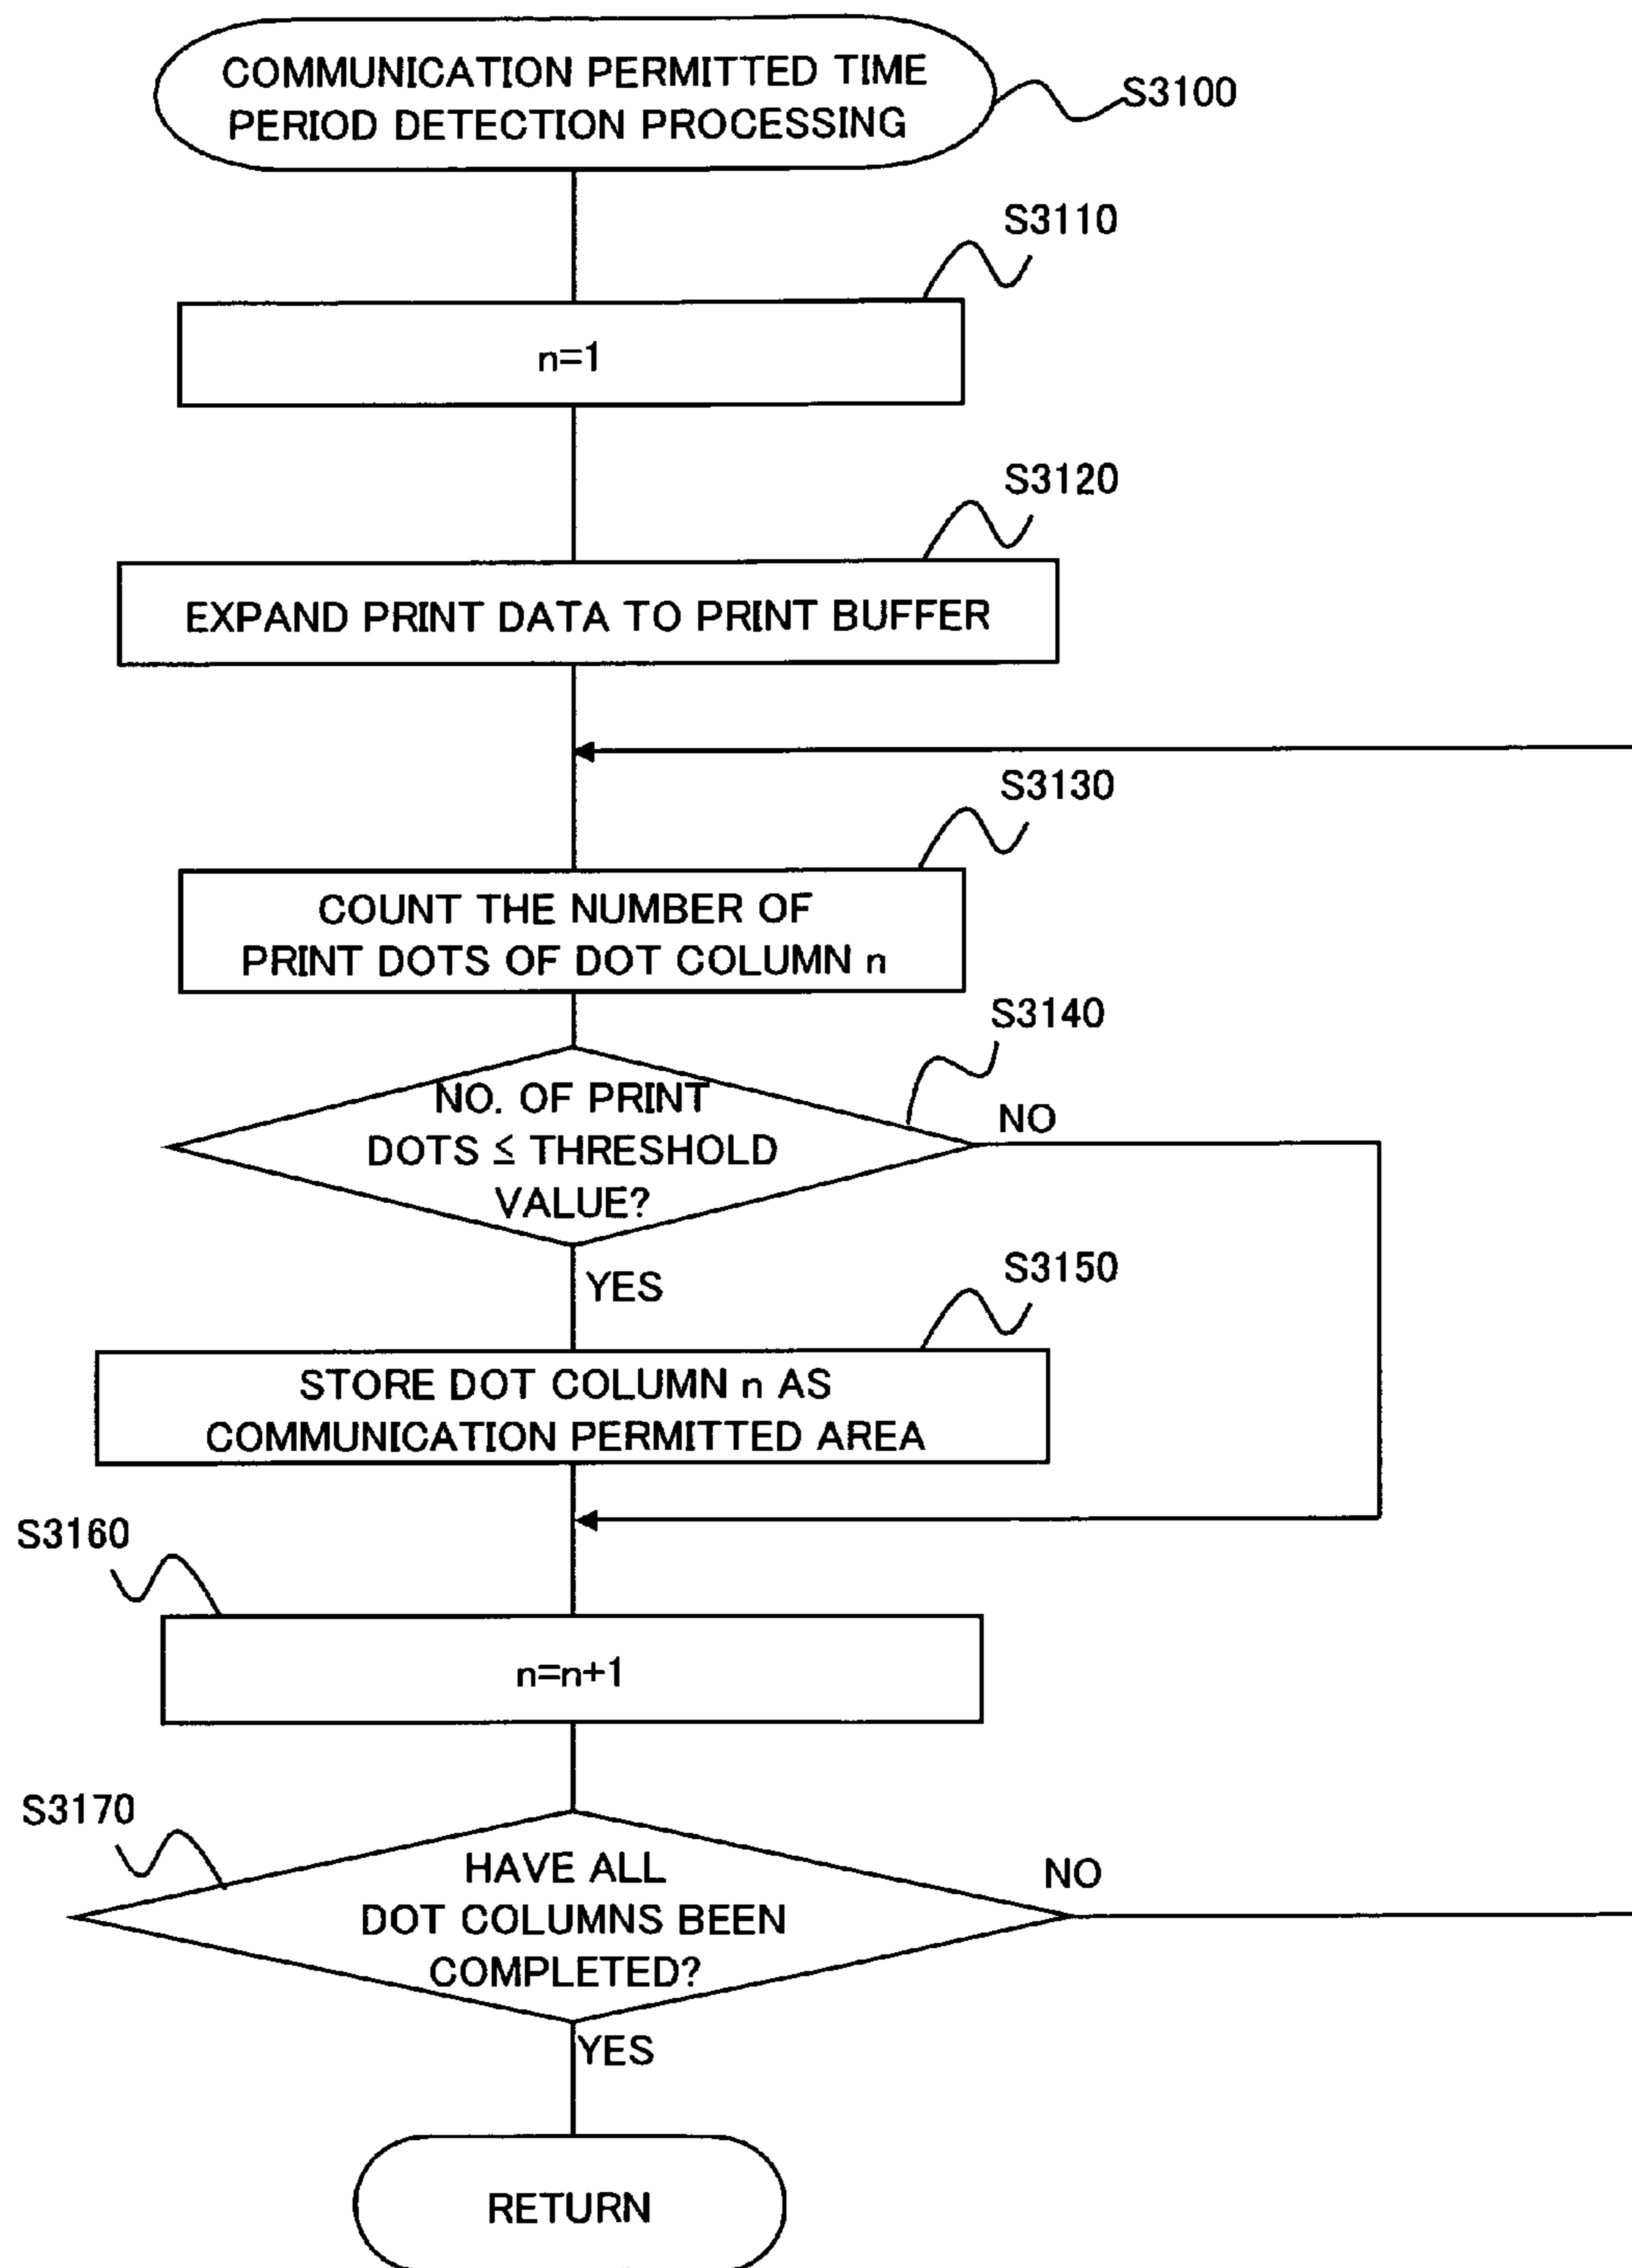 COMMUNICATION PERMITTED TIME
PERIOD DETECTION PROCESSING
S3100
S3110
n=1
S3120
EXPAND PRINT DATA TO PRINT BUFFER
S3130
COUNT THE NUMBER OF
PRINT DOTS OF DOT COLUMN n
S3140
NO. OF PRINT
DOTS ≦ THRESHOLD
VALUE?
NO
YES
S3150
STORE DOT COLUMN n AS
COMMUNICATION PERMITTED AREA
S3160
n=n+1
S3170
HAVE ALL
DOT COLUMNS BEEN
COMPLETED?
NO
YES
RETURN